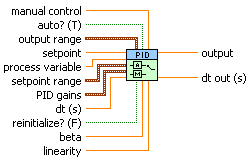 manual control
auto? (T)
output range
setpoint
process variable
setpoint range
PID gains
dt (s)
reinitialize? (F)
beta
linearity
PID
A
M
output
dt out (s)